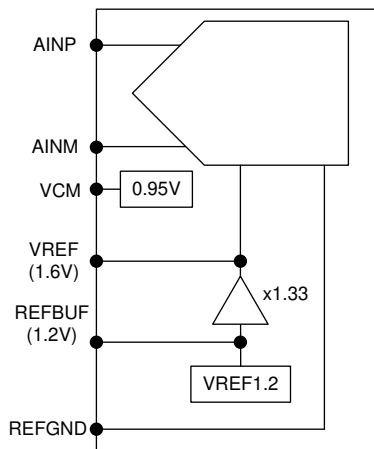 AINP
AINM
VCM
0.95V
VREF
(1.6V)
x1.33
REFBUF
(1.2V)
VREF1.2
REFGND